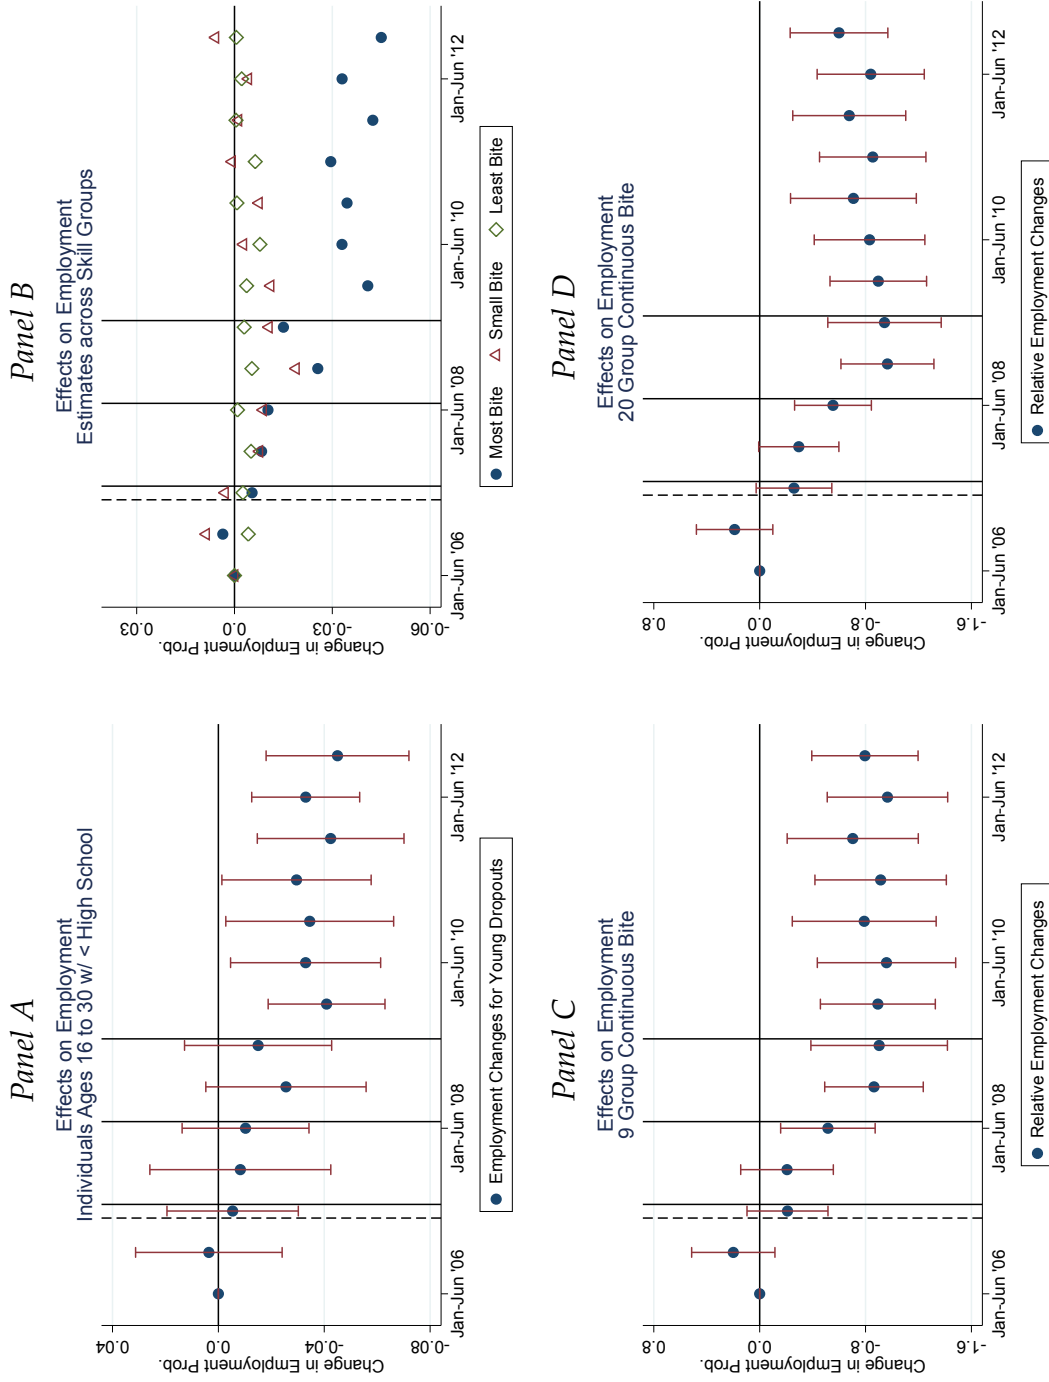 Panel A
Effects on Employment
Individuals Ages 16 to 30 w/ < High School
Change in Employment Prob.
0.04
0.0
-0.04
-0.08
Jan-Jun '06
Jan-Jun '08
Jan-Jun '10
Jan-Jun '12
Employment Changes for Young Dropouts
Panel B
Effects on Employment
Estimates across Skill Groups
Change in Employment Prob.
0.03
0.0
-0.03
-0.06
Jan-Jun '06
Jan-Jun '08
Jan-Jun '10
Jan-Jun '12
Most Bite Small Bite Least Bite
Panel C
Effects on Employment
9 Group Continuous Bite
Change in Employment Prob.
0.8
0.0
-0.8
-1.6
Jan-Jun '06
Jan-Jun '08
Jan-Jun '10
Jan-Jun '12
Relative Employment Changes
Panel D
Effects on Employment
20 Group Continuous Bite
Change in Employment Prob.
0.8
0.0
-0.8
-1.6
Jan-Jun '06
Jan-Jun '08
Jan-Jun '10
Jan-Jun '12
Relative Employment Changes